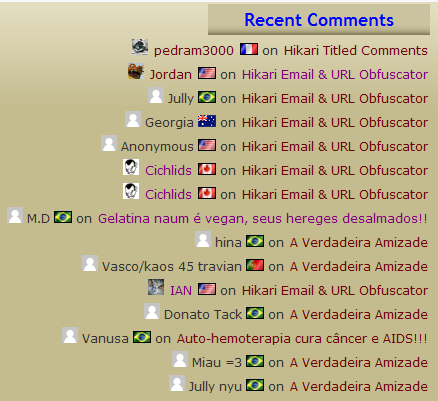 Recent Comments
pedram3000 on Hikari Titled Comments
Jordan on Hikari Email & URL Obfuscator
Jully on Hikari Email & URL Obfuscator
Georgia on Hikari Email & URL Obfuscator
Anonymous on Hikari Email & URL Obfuscator
Cichlids on Hikari Email & URL Obfuscator
Cichlids on Hikari Email & URL Obfuscator
M.D on Gelatina naum é vegan, seus hereges desalmados!!
hina on A Verdadeira Amizade
Vasco/kaos 45 travian on A Verdadeira Amizade
IAN on Hikari Email & URL Obfuscator
Donato Tack on A Verdadeira Amizade
Vanusa on Auto-hemoterapia cura câncer e AIDS!!!
Miau =3 on A Verdadeira Amizade
Jully nyu on A Verdadeira Amizade